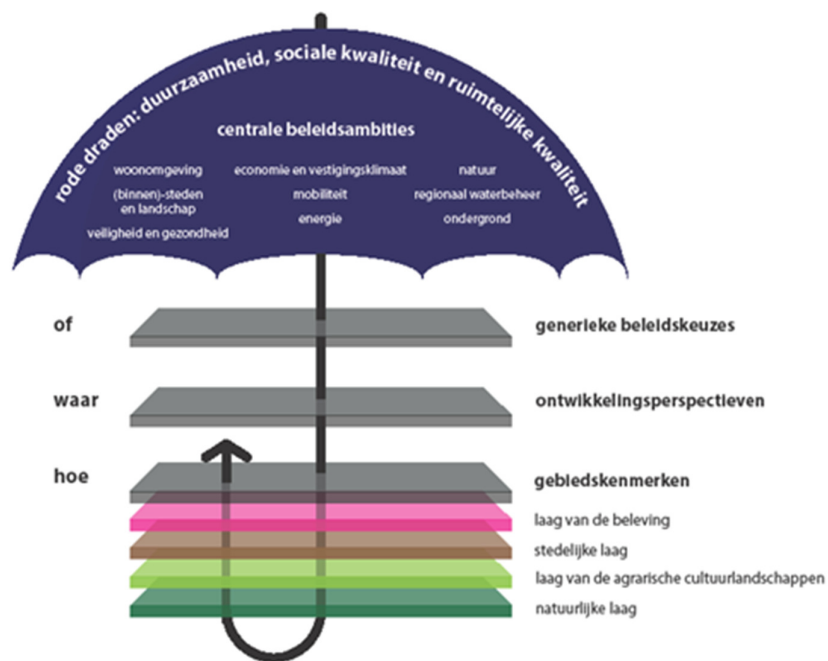 rode draden: duurzaamheid, sociale kwaliteit en ruimtelijke kwaliteit
centrale beleidsambities
woonomgeving
(binnen)-steden
en landschap
veiligheid en gezondheid
economie en vestigingsklimaat
mobiliteit
energie
natuur
regionaal waterbeheer
ondergrond
of
generieke beleidskeuzes
waar
ontwikkelingsperspectieven
hoe
gebiedskenmerken
laag van de beleving
stedelijke laag
laag van de agrarische cultuurlandschappen
natuurlijke laag